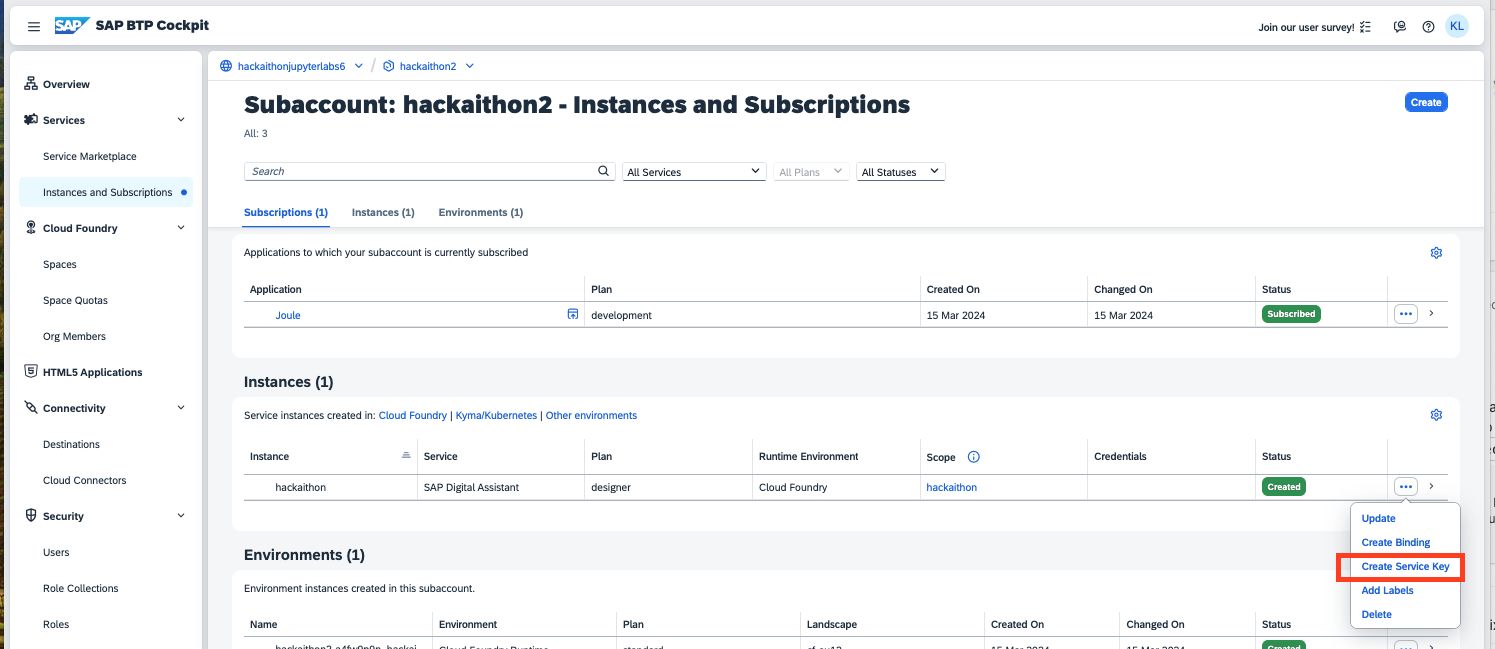 SAP SAP BTP Cockpit
Join our user survey!
KL
Overview
Services
Service Marketplace
Instances and Subscriptions
Cloud Foundry
Spaces
Space Quotas
Org Members
HTML5 Applications
Connectivity
Destinations
Cloud Connectors
Security
Users
Role Collections
Roles
hackaithonjupyterlabs6 / hackaithon2
Subaccount: hackaithon2 - Instances and Subscriptions
Create
All: 3
Search
All Services
All Plans
All Statuses
Subscriptions (1) Instances (1) Environments (1)
Applications to which your subaccount is currently subscribed
Application Plan Created On Changed On Status
Joule development 15 Mar 2024 15 Mar 2024 Subscribed
Instances (1)
Service instances created in: Cloud Foundry | Kyma/Kubernetes | Other environments
Instance Service Plan Runtime Environment Scope Credentials Status
hackaithon SAP Digital Assistant designer Cloud Foundry hackaithon Created
Update
Create Binding
Create Service Key
Add Labels
Delete
Environments (1)
Environment instances created in this subaccount.
Name Environment Plan Landscape Created On Changed On Status